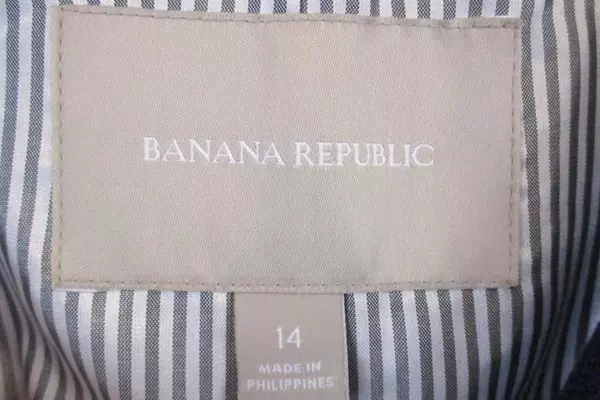 BANANA REPUBLIC
14
MADE IN
PHILIPPINES